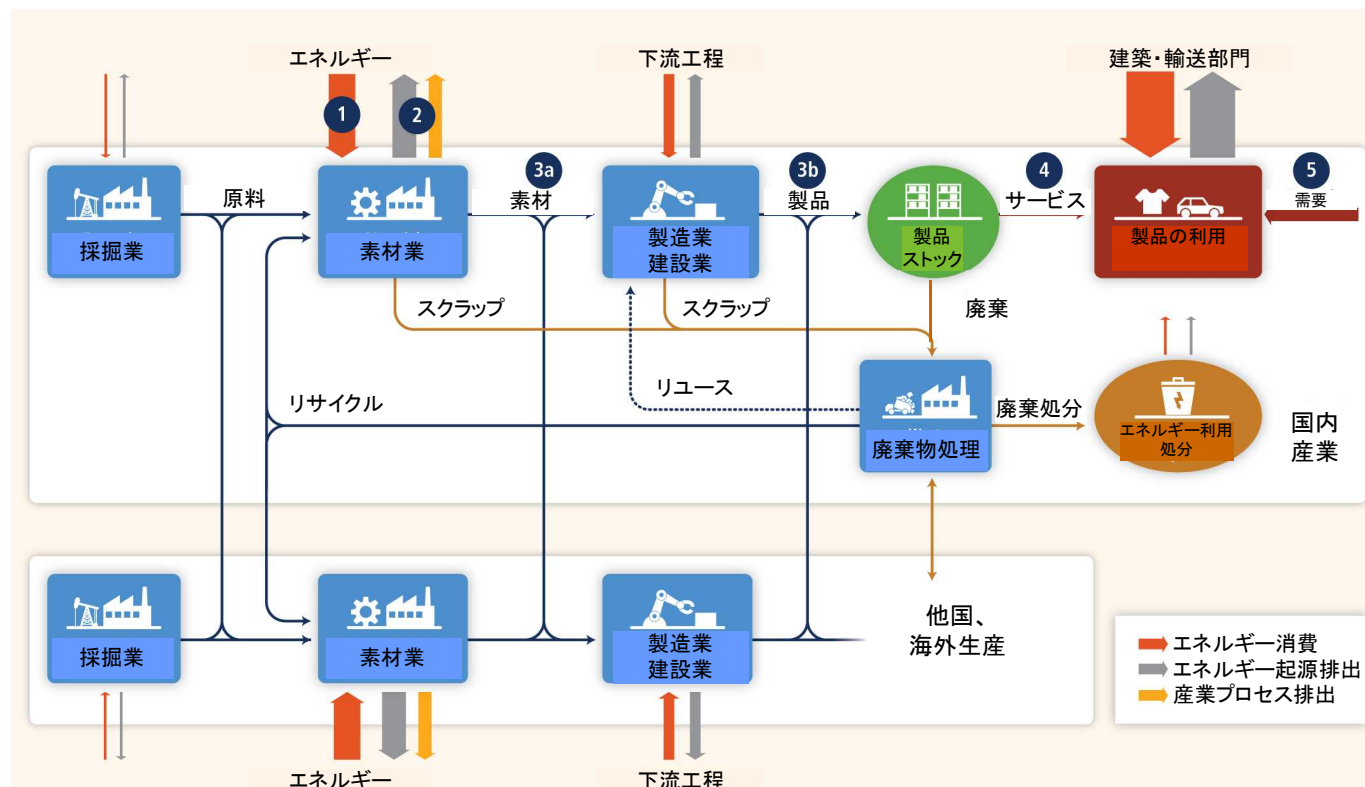 エネルギー
下流工程
建築・輸送部門
1
2
3a
3b
4
5
原料
素材
製品
サービス
需要
採掘業
素材業
製造業
建設業
製品
ストック
製品の利用
スクラップ
スクラップ
廃棄
リサイクル
リユース
廃棄処分
廃棄物処理
エネルギー利用
処分
国内
産業
採掘業
素材業
製造業
建設業
他国、
海外生産
エネルギー消費
エネルギー起源排出
産業プロセス排出
エネルギー
下流工程